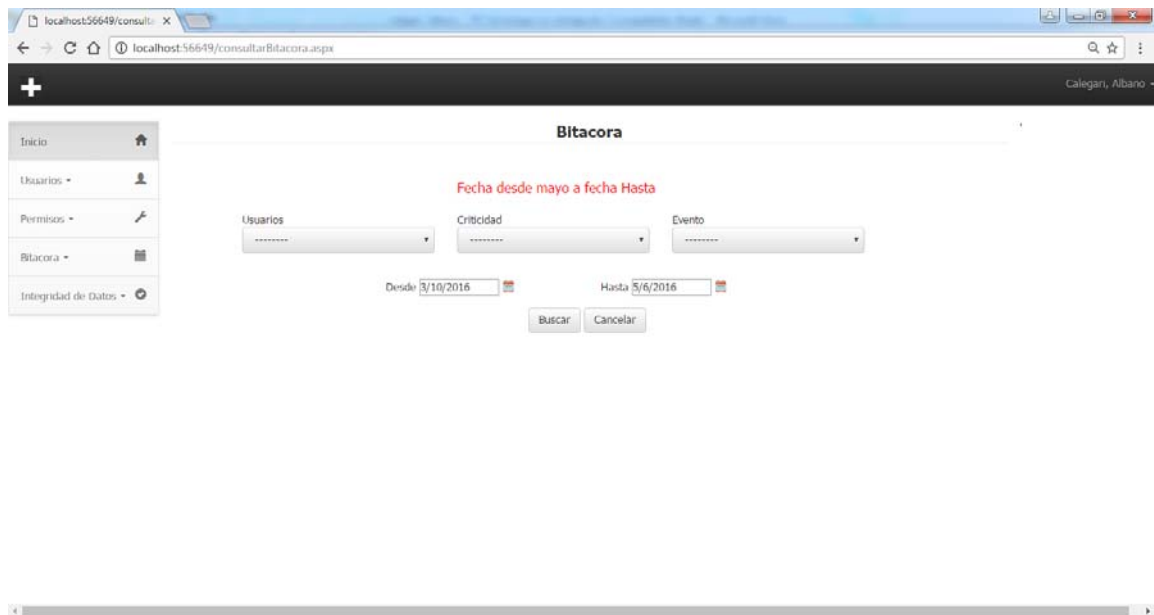 localhost:56649/consulta
localhost:56649/consultarBitacora.aspx
Calegari, Albano
Inicio
Usuarios
Permisos
Bitacora
Integridad de Datos
Bitacora
Fecha desde mayo a fecha Hasta
Usuarios
Criticidad
Evento
--------
--------
--------
Desde 3/10/2016
Hasta 5/6/2016
Buscar
Cancelar